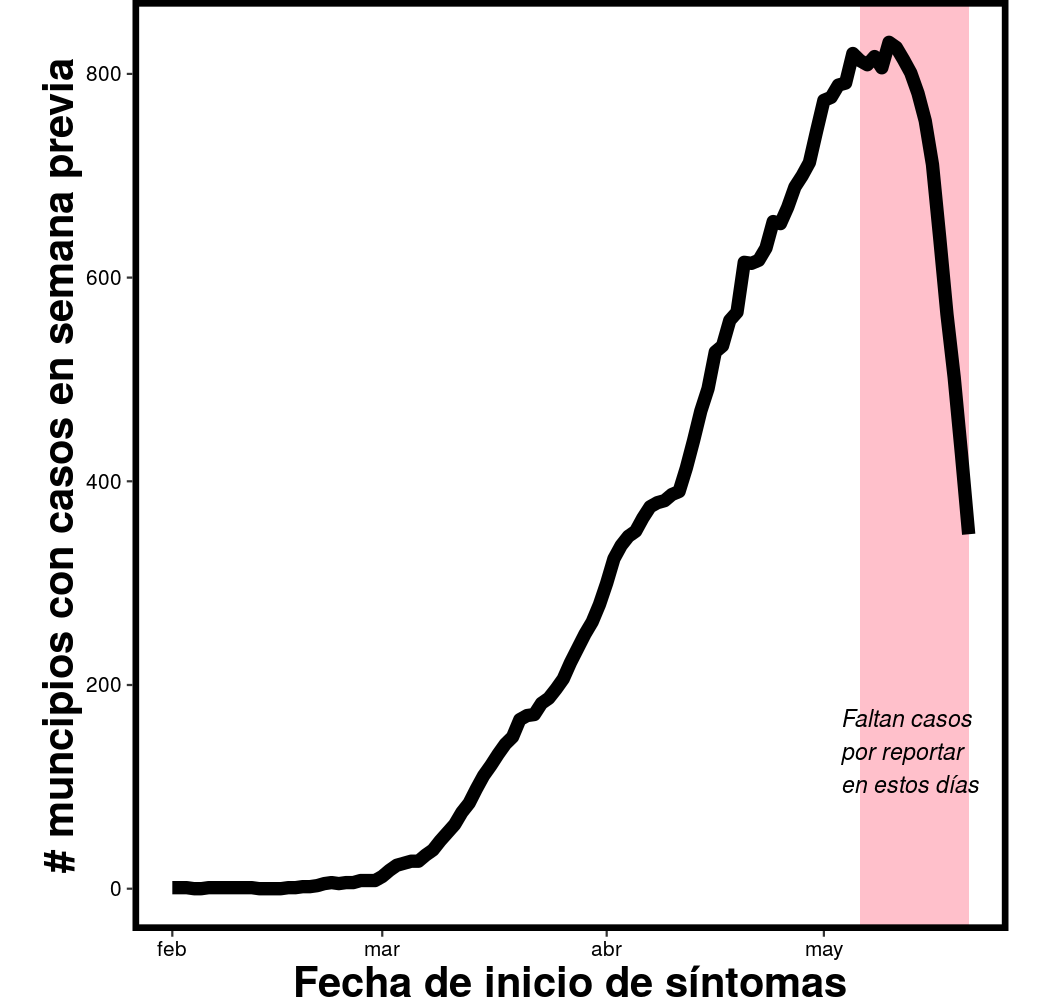 # muncipios con casos en semana previa
800
600
400
200
0
Faltan casos
por reportar
en estos días
feb mar abr may
Fecha de inicio de síntomas